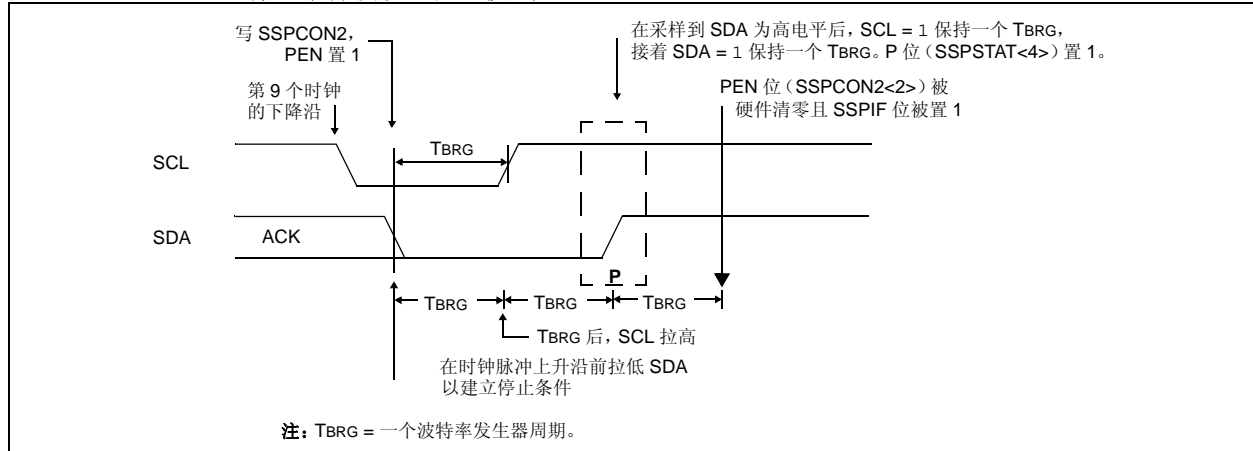 写 SSPCON2，
PEN 置 1
在采样到 SDA 为高电平后，SCL = 1 保持一个 TBRG，
接着 SDA = 1 保持一个 TBRG。P 位（SSPSTAT<4>）置 1。
第 9 个时钟
的下降沿
PEN 位（SSPCON2<2>）被
硬件清零且 SSPIF 位被置 1
SCL
TBRG
SDA
ACK
P
TBRG
TBRG
TBRG
TBRG 后，SCL 拉高
在时钟脉冲上升沿前拉低 SDA
以建立停止条件
注：TBRG = 一个波特率发生器周期。